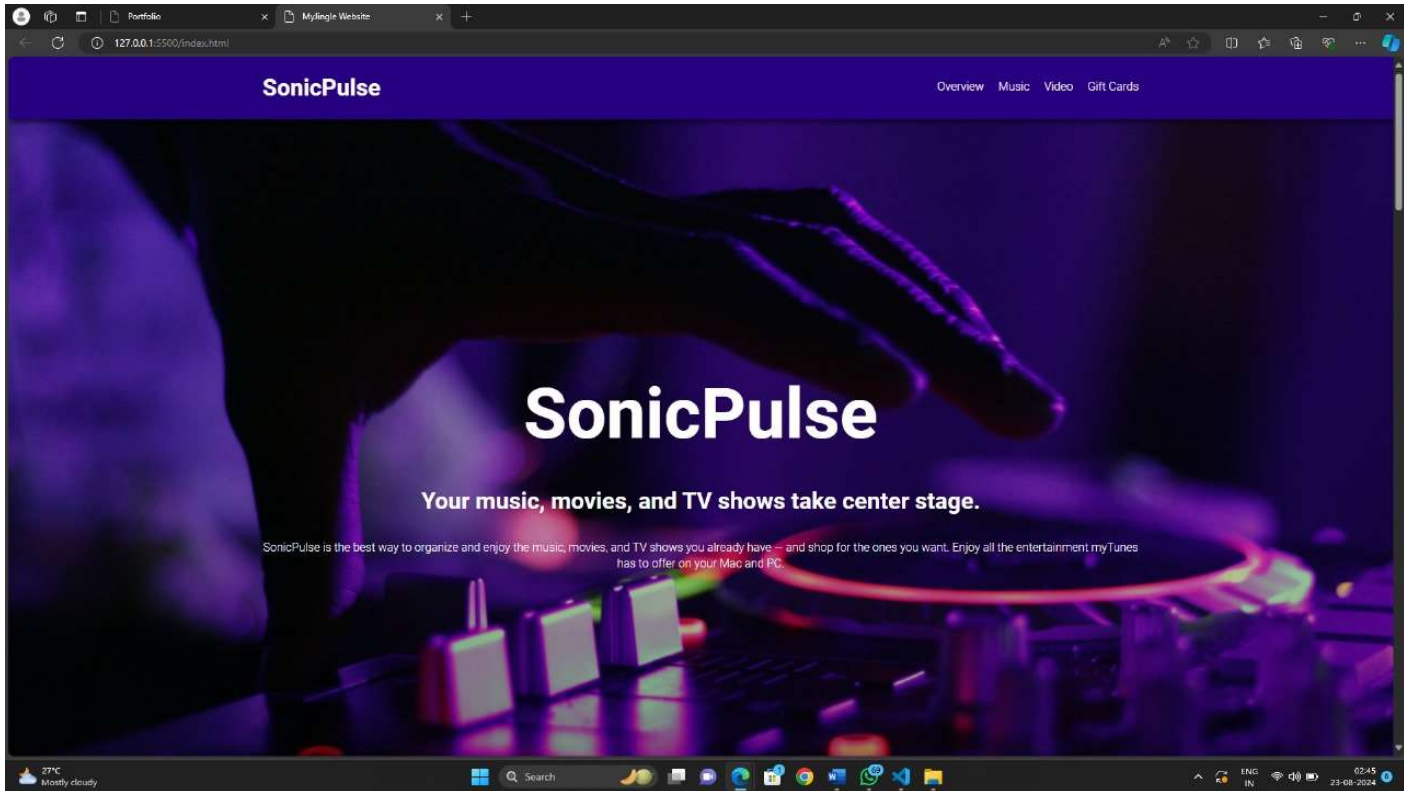 Portfolio
MyJingle Website
127.0.0.1:5500/index.html
SonicPulse
Overview Music Video Gift Cards
SonicPulse
Your music, movies, and TV shows take center stage.
SonicPulse is the best way to organize and enjoy the music, movies, and TV shows you already have — and shop for the ones you want. Enjoy all the entertainment myTunes
has to offer on your Mac and PC.
27°C
Mostly cloudy
Search
69
ENG
IN
02:45
23-08-2024